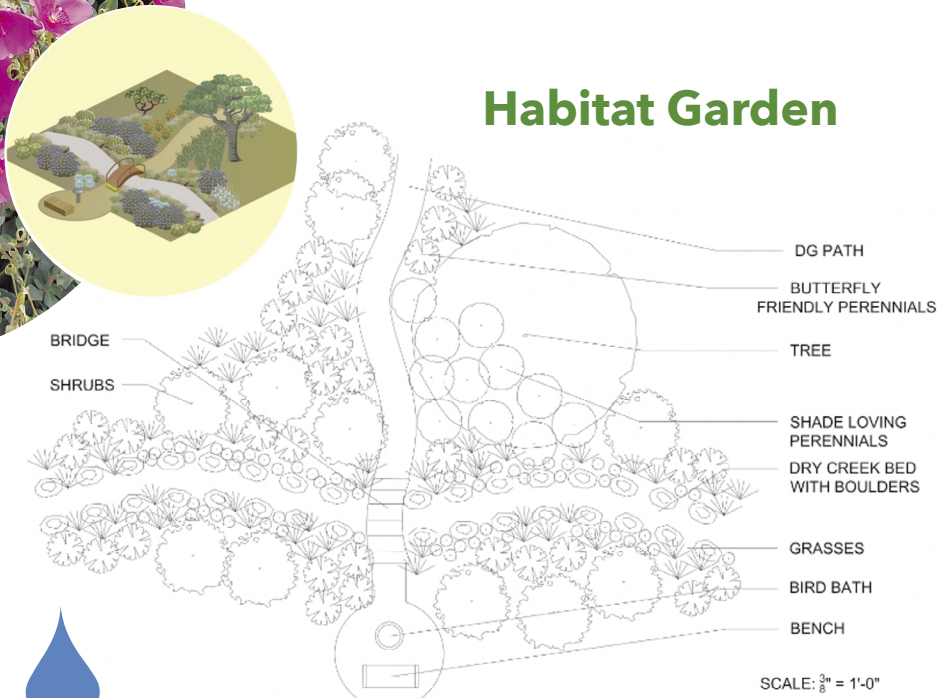 Habitat Garden
DG PATH
BUTTERFLY
FRIENDLY PERENNIALS
BRIDGE
TREE
SHRUBS
SHADE LOVING
PERENNIALS
DRY CREEK BED
WITH BOULDERS
GRASSES
BIRD BATH
BENCH
SCALE: 3/8" = 1'-0"